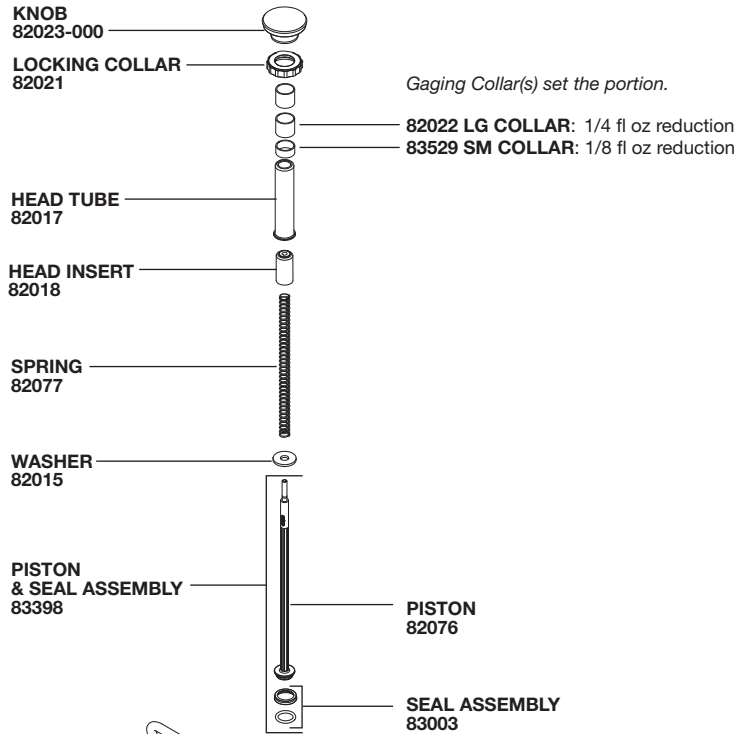 KNOB
82023-000
LOCKING COLLAR
82021
Gaging Collar(s) set the portion.
82022 LG COLLAR: 1/4 fl oz reduction
83529 SM COLLAR: 1/8 fl oz reduction
HEAD TUBE
82017
HEAD INSERT
82018
SPRING
82077
WASHER
82015
PISTON
& SEAL ASSEMBLY
83398
PISTON
82076
SEAL ASSEMBLY
83003